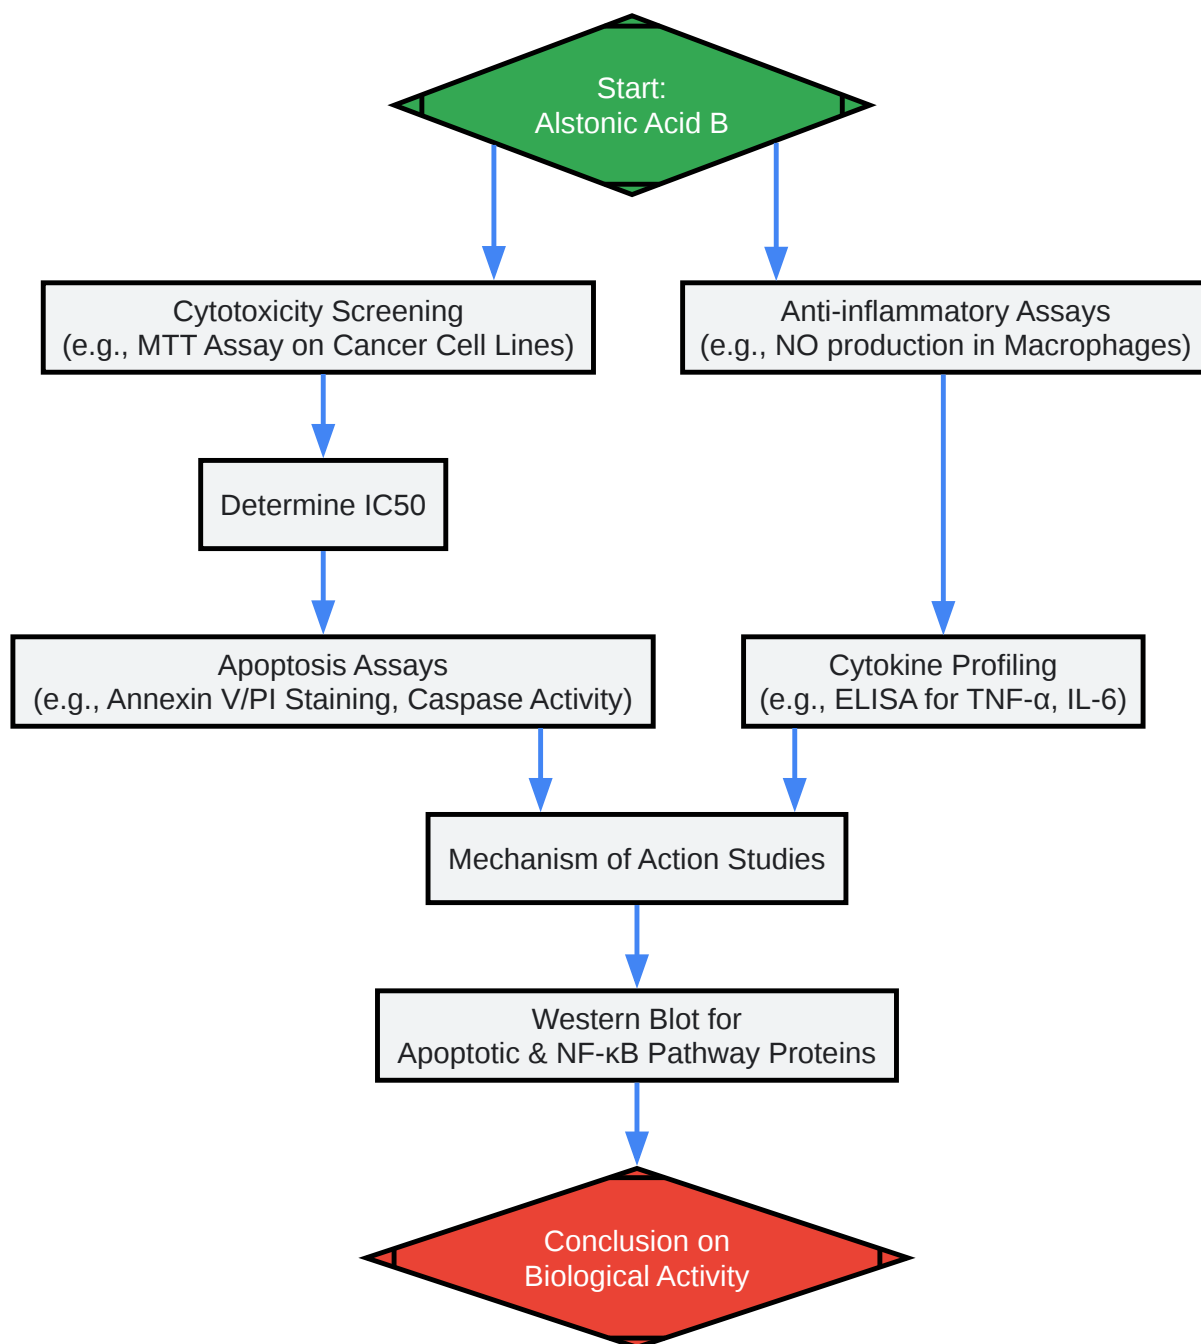 Start:
Alstonic Acid B
Cytotoxicity Screening
(e.g., MTT Assay on Cancer Cell Lines)
Anti-inflammatory Assays
(e.g., NO production in Macrophages)
Determine IC50
Apoptosis Assays
(e.g., Annexin V/PI Staining, Caspase Activity)
Cytokine Profiling
(e.g., ELISA for TNF-α, IL-6)
Mechanism of Action Studies
Western Blot for
Apoptotic & NF-κB Pathway Proteins
Conclusion on
Biological Activity